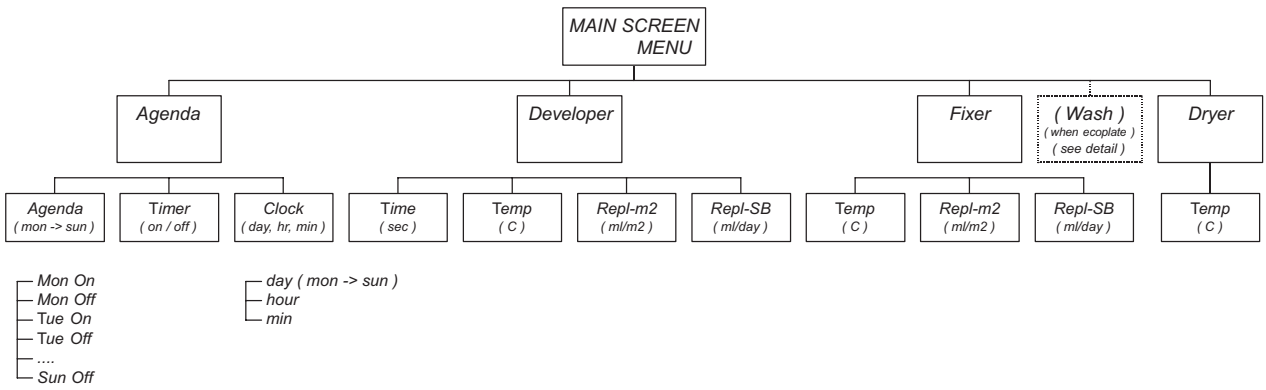 MAIN SCREEN
MENU
Agenda
Developer
Fixer
( Wash )
( when ecoplate )
( see detail )
Dryer
Agenda
( mon -> sun )
Timer
( on / off )
Clock
( day, hr, min )
Time
( sec )
Temp
( C )
Repl-m2
( ml/m2 )
Repl-SB
( ml/day )
Temp
( C )
Repl-m2
( ml/m2 )
Repl-SB
( ml/day )
Temp
( C )
Mon On
Mon Off
Tue On
Tue Off
....
Sun Off
day ( mon -> sun )
hour
min